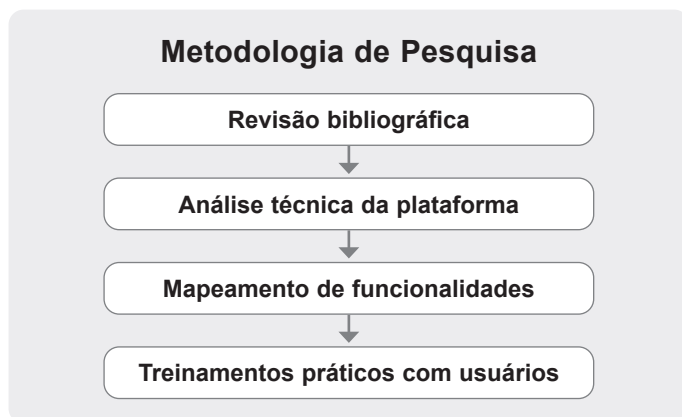 Metodologia de Pesquisa
Revisão bibliográfica
Análise técnica da plataforma
Mapeamento de funcionalidades
Treinamentos práticos com usuários